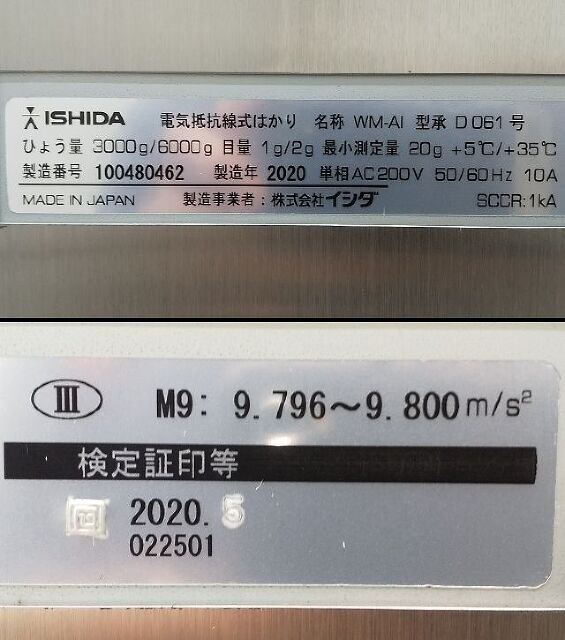 ISHIDA 電気抵抗線式はかり 名称 WM-AI 型承 D061号
ひょう量 3000g/6000g 目量 1g/2g 最小測定量 20g +5℃/+35℃
製造番号 100480462 製造年 2020 単相AC200V 50/60Hz 10A
MADE IN JAPAN 製造事業者:株式会社イシダ SCCR:1kA
III M9: 9.796～9.800m/s²
検定証印等
2020.5
022501